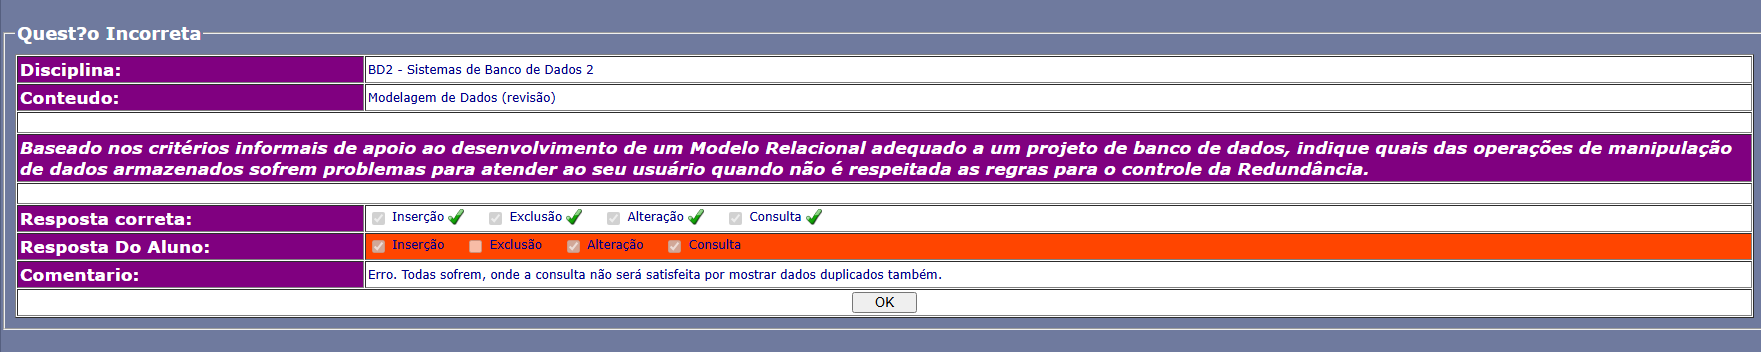 Quest?o Incorreta
Disciplina: BD2 - Sistemas de Banco de Dados 2
Conteudo: Modelagem de Dados (revisão)
Baseado nos critérios informais de apoio ao desenvolvimento de um Modelo Relacional adequado a um projeto de banco de dados, indique quais das operações de manipulação
de dados armazenados sofrem problemas para atender ao seu usuário quando não é respeitada as regras para o controle da Redundância.
Resposta correta: Inserção Exclusão Alteração Consulta
Resposta Do Aluno: Inserção Exclusão Alteração Consulta
Comentario: Erro. Todas sofrem, onde a consulta não será satisfeita por mostrar dados duplicados também.
OK